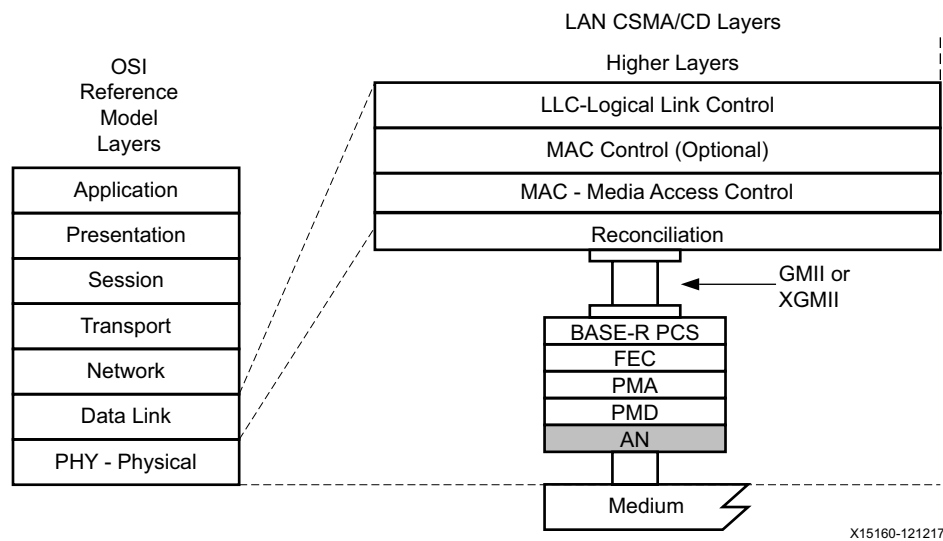 LAN CSMA/CD Layers
OSI
Reference
Model
Layers
Higher Layers
LLC-Logical Link Control
MAC Control (Optional)
MAC - Media Access Control
Reconciliation
Application
Presentation
Session
Transport
Network
Data Link
PHY - Physical
GMII or
XGMII
BASE-R PCS
FEC
PMA
PMD
AN
Medium
X15160-121217